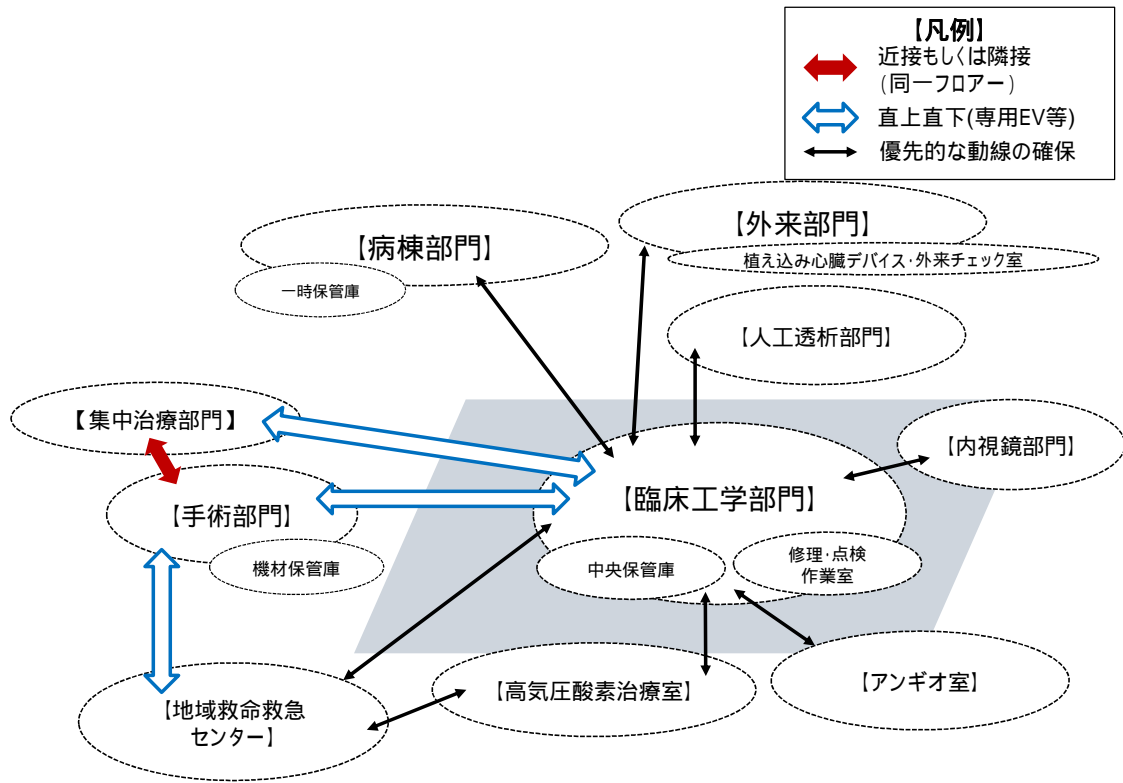 【凡例】
近接もしくは隣接
(同一フロアー)
直上直下(専用EV等)
優先的な動線の確保
【外来部門】
植え込み心臓デバイス・外来チェック室
【病棟部門】
一時保管庫
【人工透析部門】
【集中治療部門】
【内視鏡部門】
【臨床工学部門】
【手術部門】
機材保管庫
中央保管庫
修理・点検
作業室
【高気圧酸素治療室】
【アンギオ室】
【地域救命救急
センター】